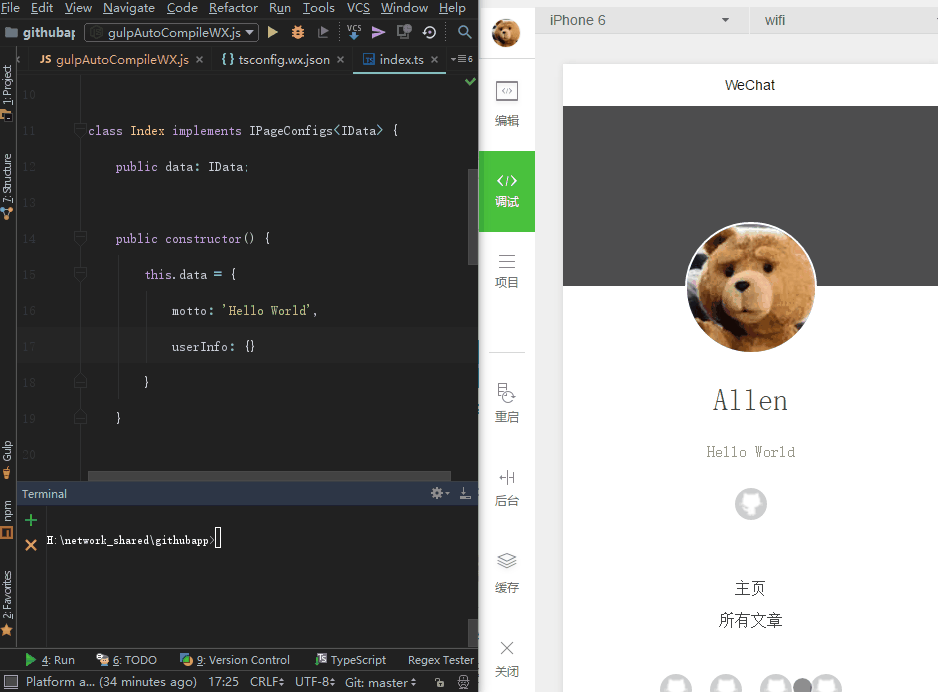 File Edit View Navigate Code Refactor Run Tools VCS Window Help
githubap gulpAutoCompileWX.js VCS
JS gulpAutoCompileWX.js × { } tsconfig.wx.json × index.ts × 6
1: Project
7: Structure
Gulp
npm
2: Favorites
10
11 class Index implements IPageConfigs<IData> {
12 public data: IData;
13
14 public constructor() {
15 this.data = {
16 motto: 'Hello World',
17 userInfo: {}
18 }
19 }
20
Terminal
H:\network_shared\githubapp>
4: Run 6: TODO 9: Version Control TypeScript Regex Tester
Platform a... (34 minutes ago) 17:25 CRLF UTF-8 Git: master
编辑
调试
项目
重启
后台
缓存
关闭
iPhone 6 wifi
WeChat
Allen
Hello World
主页
所有文章